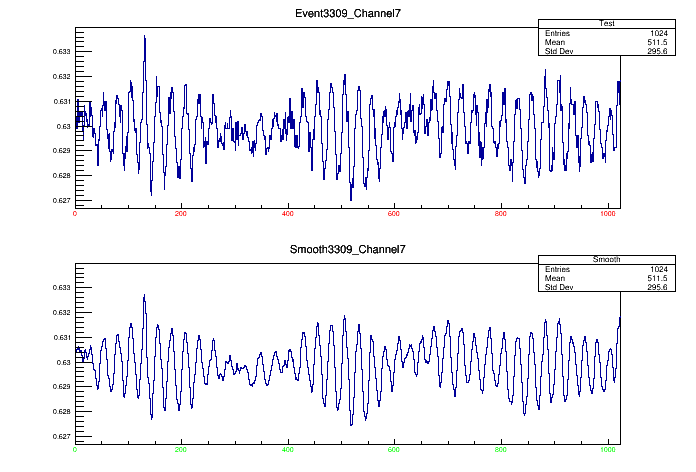 Event3309_Channel7
Test
Entries 1024
Mean 511.5
Std Dev 295.6
0.633
0.632
0.631
0.63
0.629
0.628
0.627
0 200 400 600 800 1000
Smooth3309_Channel7
Smooth
Entries 1024
Mean 511.5
Std Dev 295.6
0.633
0.632
0.631
0.63
0.629
0.628
0.627
0 200 400 600 800 1000